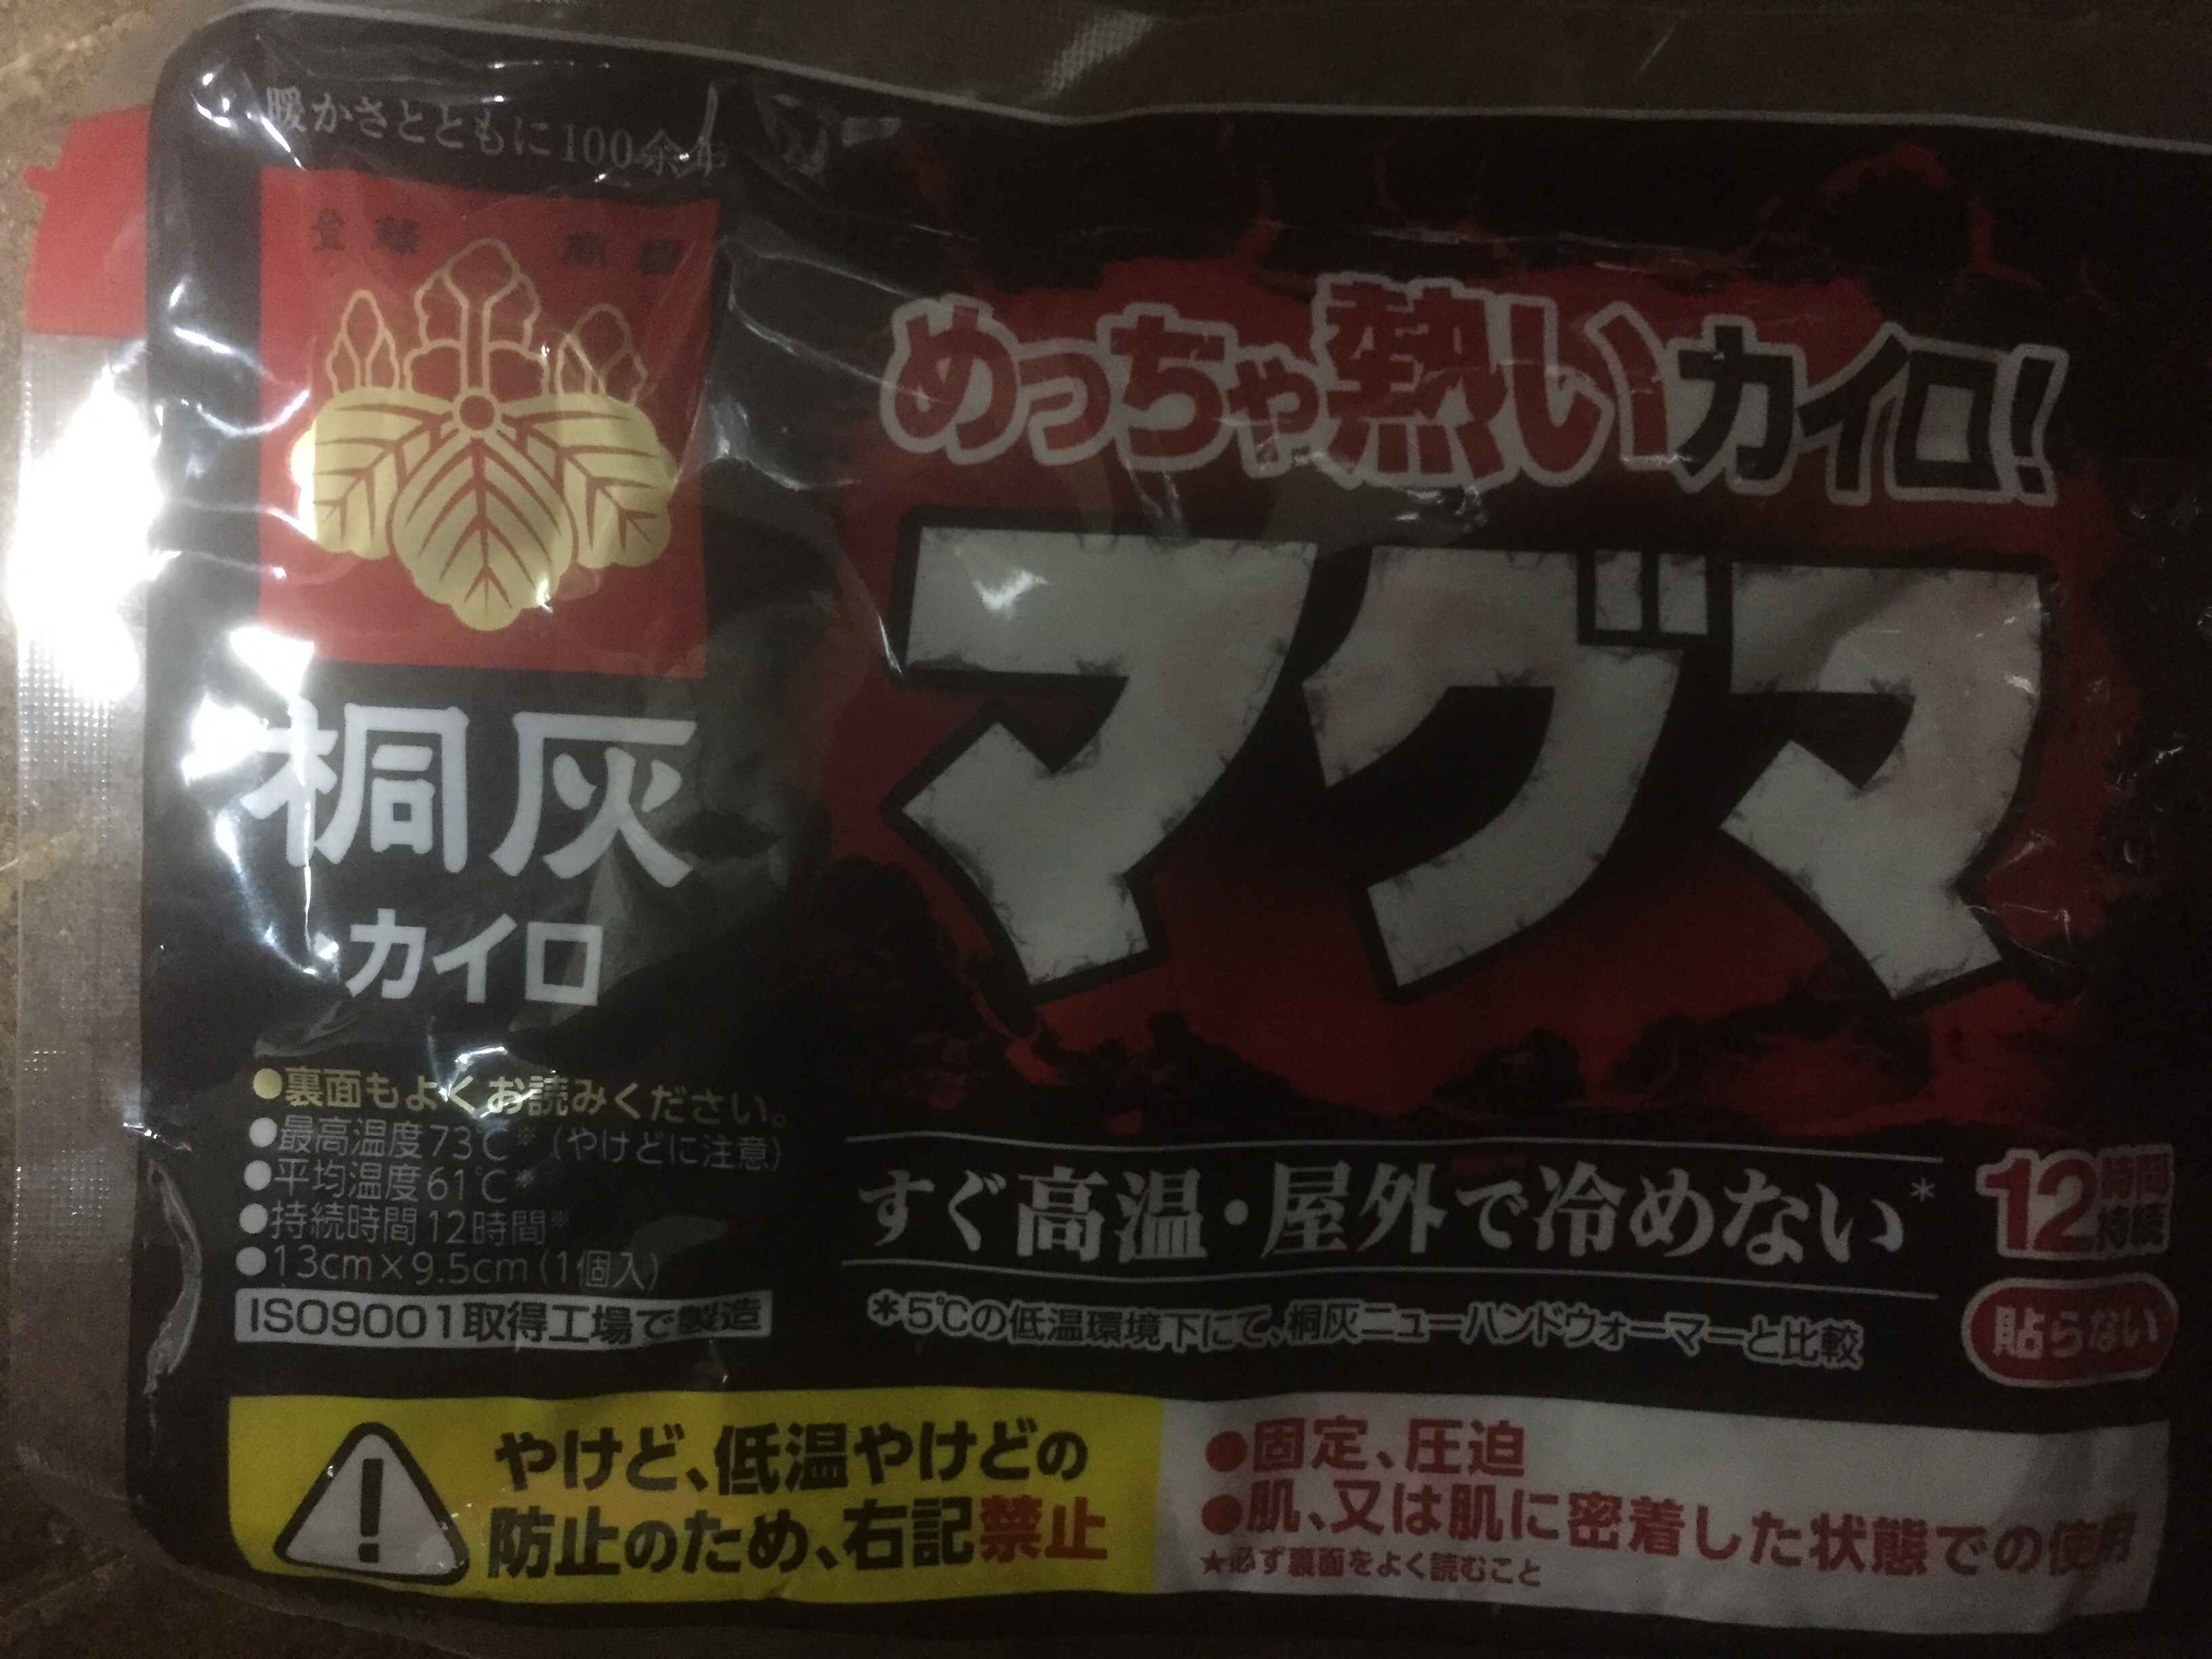 暖かさとともに100余年
登録 商標
桐灰
カイロ
●裏面もよくお読みください。
●最高温度73℃※（やけどに注意）
●平均温度61℃※
●持続時間12時間※
●13cm×9.5cm（1個入）
ISO9001取得工場で製造
めっちゃ熱いカイロ!
マグマ
すぐ高温・屋外で冷めない*
*5℃の低温環境下にて、桐灰ニューハンドウォーマーと比較
12時間
持続
貼らない
やけど、低温やけどの
防止のため、右記禁止
●固定、圧迫
●肌、又は肌に密着した状態での使用
★必ず裏面をよく読むこと